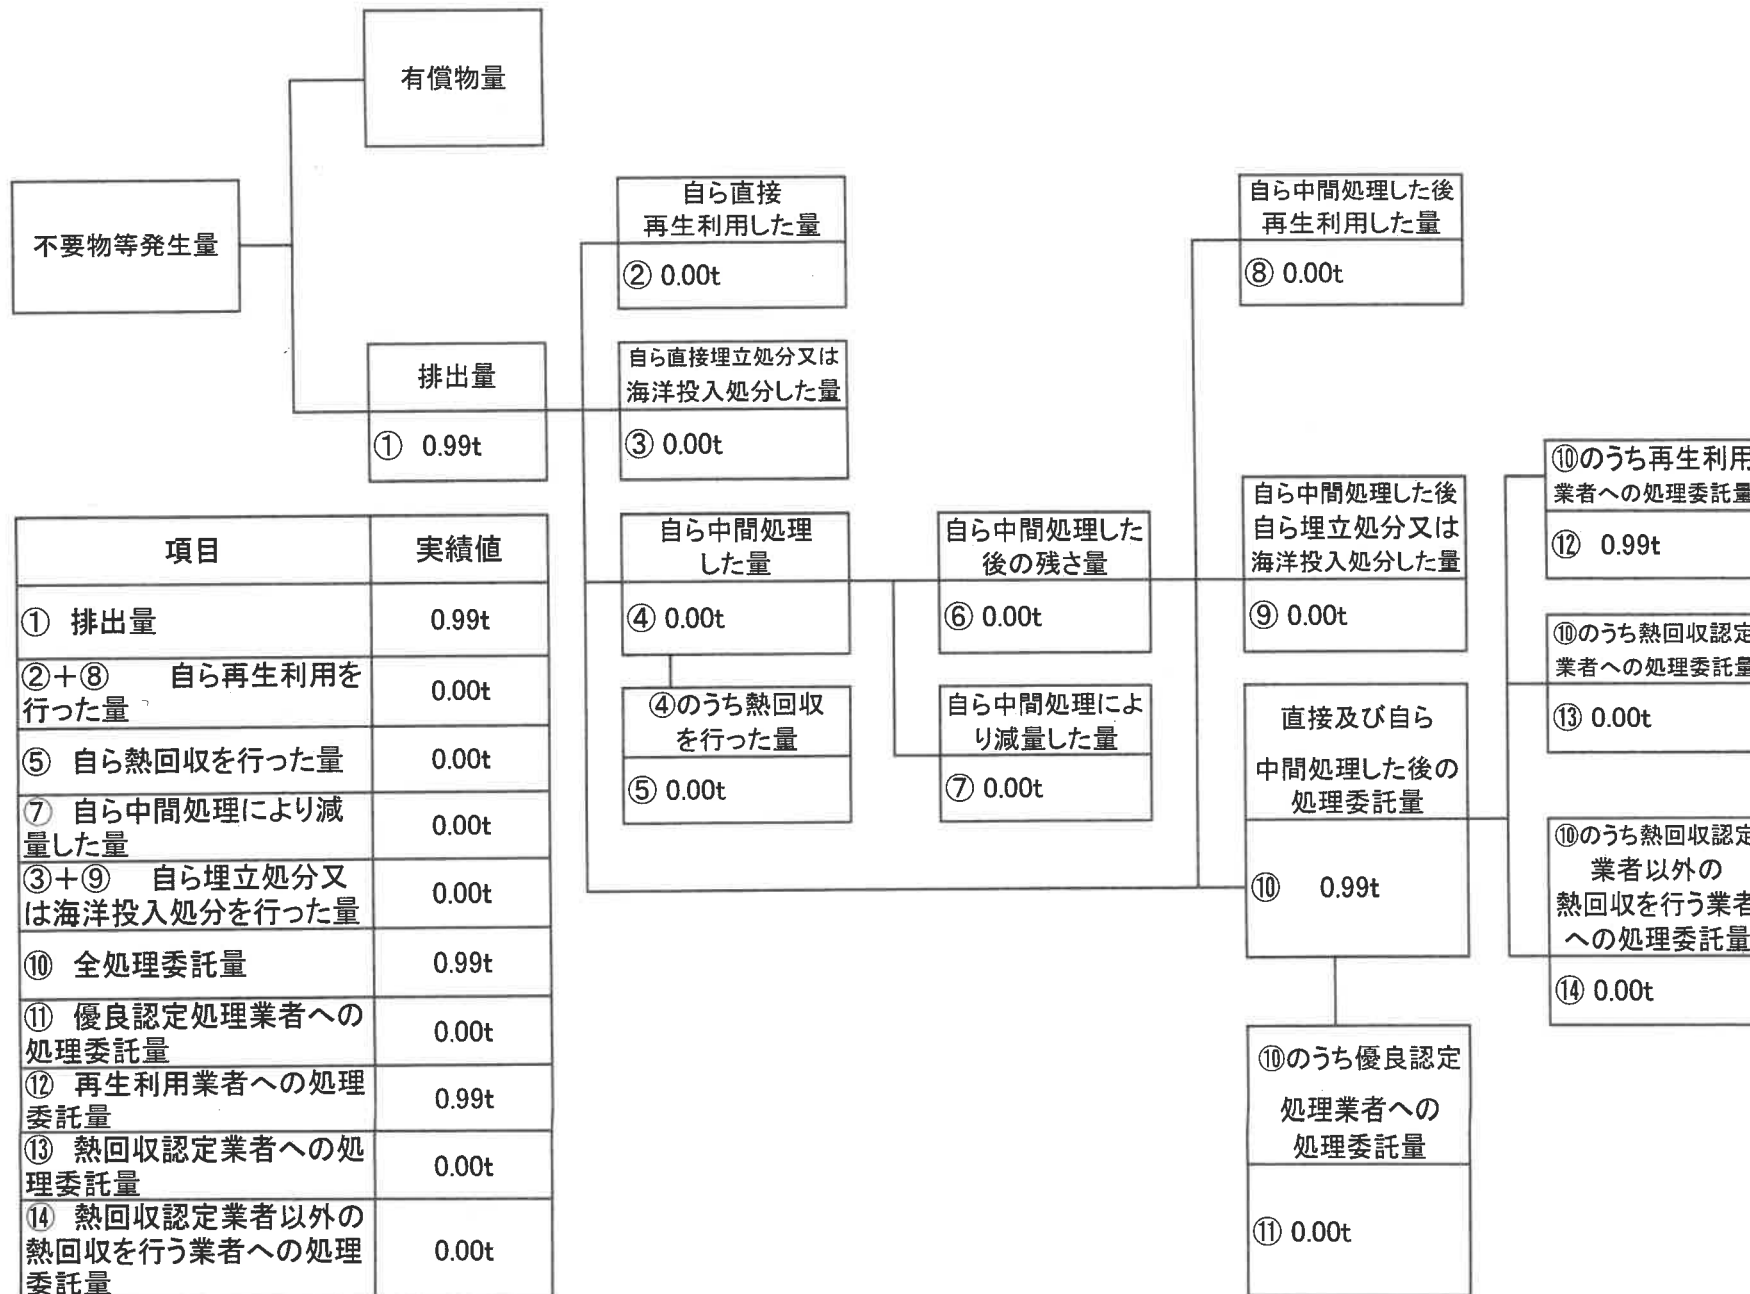 有償物量
不要物等発生量
排出量
① 0.99t
自ら直接
再生利用した量
② 0.00t
自ら直接埋立処分又は
海洋投入処分した量
③ 0.00t
自ら中間処理
した量
④ 0.00t
④のうち熱回収
を行った量
⑤ 0.00t
自ら中間処理した
後の残さ量
⑥ 0.00t
自ら中間処理によ
り減量した量
⑦ 0.00t
自ら中間処理した後
再生利用した量
⑧ 0.00t
自ら中間処理した後
自ら埋立処分又は
海洋投入処分した量
⑨ 0.00t
直接及び自ら
中間処理した後の
処理委託量
⑩ 0.99t
⑩のうち優良認定
処理業者への
処理委託量
⑪ 0.00t
⑩のうち再生利用
業者への処理委託量
⑫ 0.99t
⑩のうち熱回収認定
業者への処理委託量
⑬ 0.00t
⑩のうち熱回収認定
業者以外の
熱回収を行う業者
への処理委託量
⑭ 0.00t
項目 実績値
① 排出量 0.99t
②+⑧ 自ら再生利用を
行った量 0.00t
⑤ 自ら熱回収を行った量 0.00t
⑦ 自ら中間処理により減
量した量 0.00t
③+⑨ 自ら埋立処分又
は海洋投入処分を行った量 0.00t
⑩ 全処理委託量 0.99t
⑪ 優良認定処理業者への
処理委託量 0.00t
⑫ 再生利用業者への処理
委託量 0.99t
⑬ 熱回収認定業者への処
理委託量 0.00t
⑭ 熱回収認定業者以外の
熱回収を行う業者への処理
委託量 0.00t